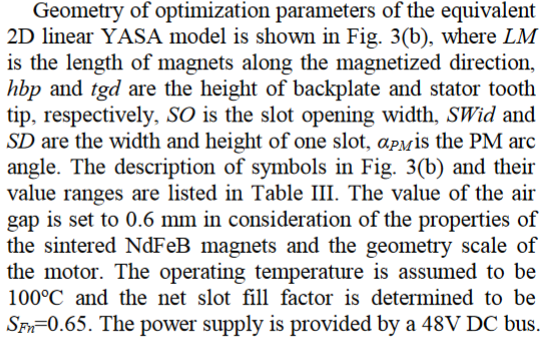 Geometry of optimization parameters of the equivalent
2D linear YASA model is shown in Fig. 3(b), where LM
is the length of magnets along the magnetized direction,
hbp and tgd are the height of backplate and stator tooth
tip, respectively, SO is the slot opening width, SWid and
SD are the width and height of one slot, αPMis the PM arc
angle. The description of symbols in Fig. 3(b) and their
value ranges are listed in Table III. The value of the air
gap is set to 0.6 mm in consideration of the properties of
the sintered NdFeB magnets and the geometry scale of
the motor. The operating temperature is assumed to be
100°C and the net slot fill factor is determined to be
SFn=0.65. The power supply is provided by a 48V DC bus.